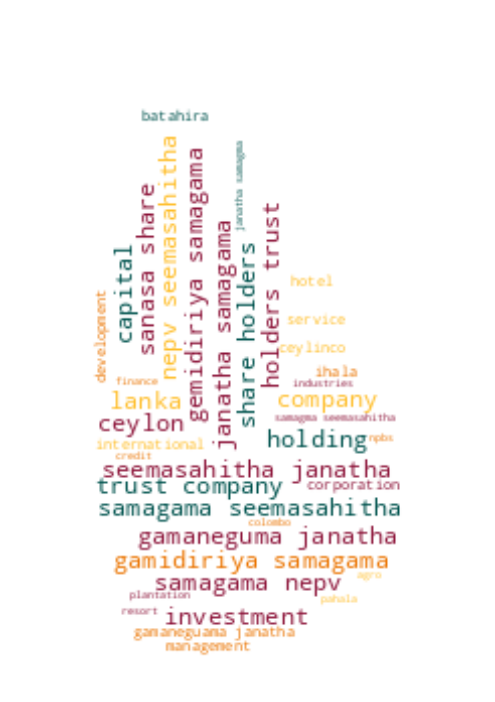 batahira
nepv seemasahitha
janatha samagma
gemidiriya samagama
sanasa share
holders trust
janatha samagama
share holders
capital
hotel
development
service
ceylinco
ihala
finance
industries
lanka
company
ceylon
samagma seemasahitha
international
holding
npbs
credit
seemasahitha janatha
trust company
corporation
samagama seemasahitha
colombo
gamaneguma janatha
gamidiriya samagama
agro
samagama nepv
plantation
pahala
resort
investment
gamaneguama janatha
management